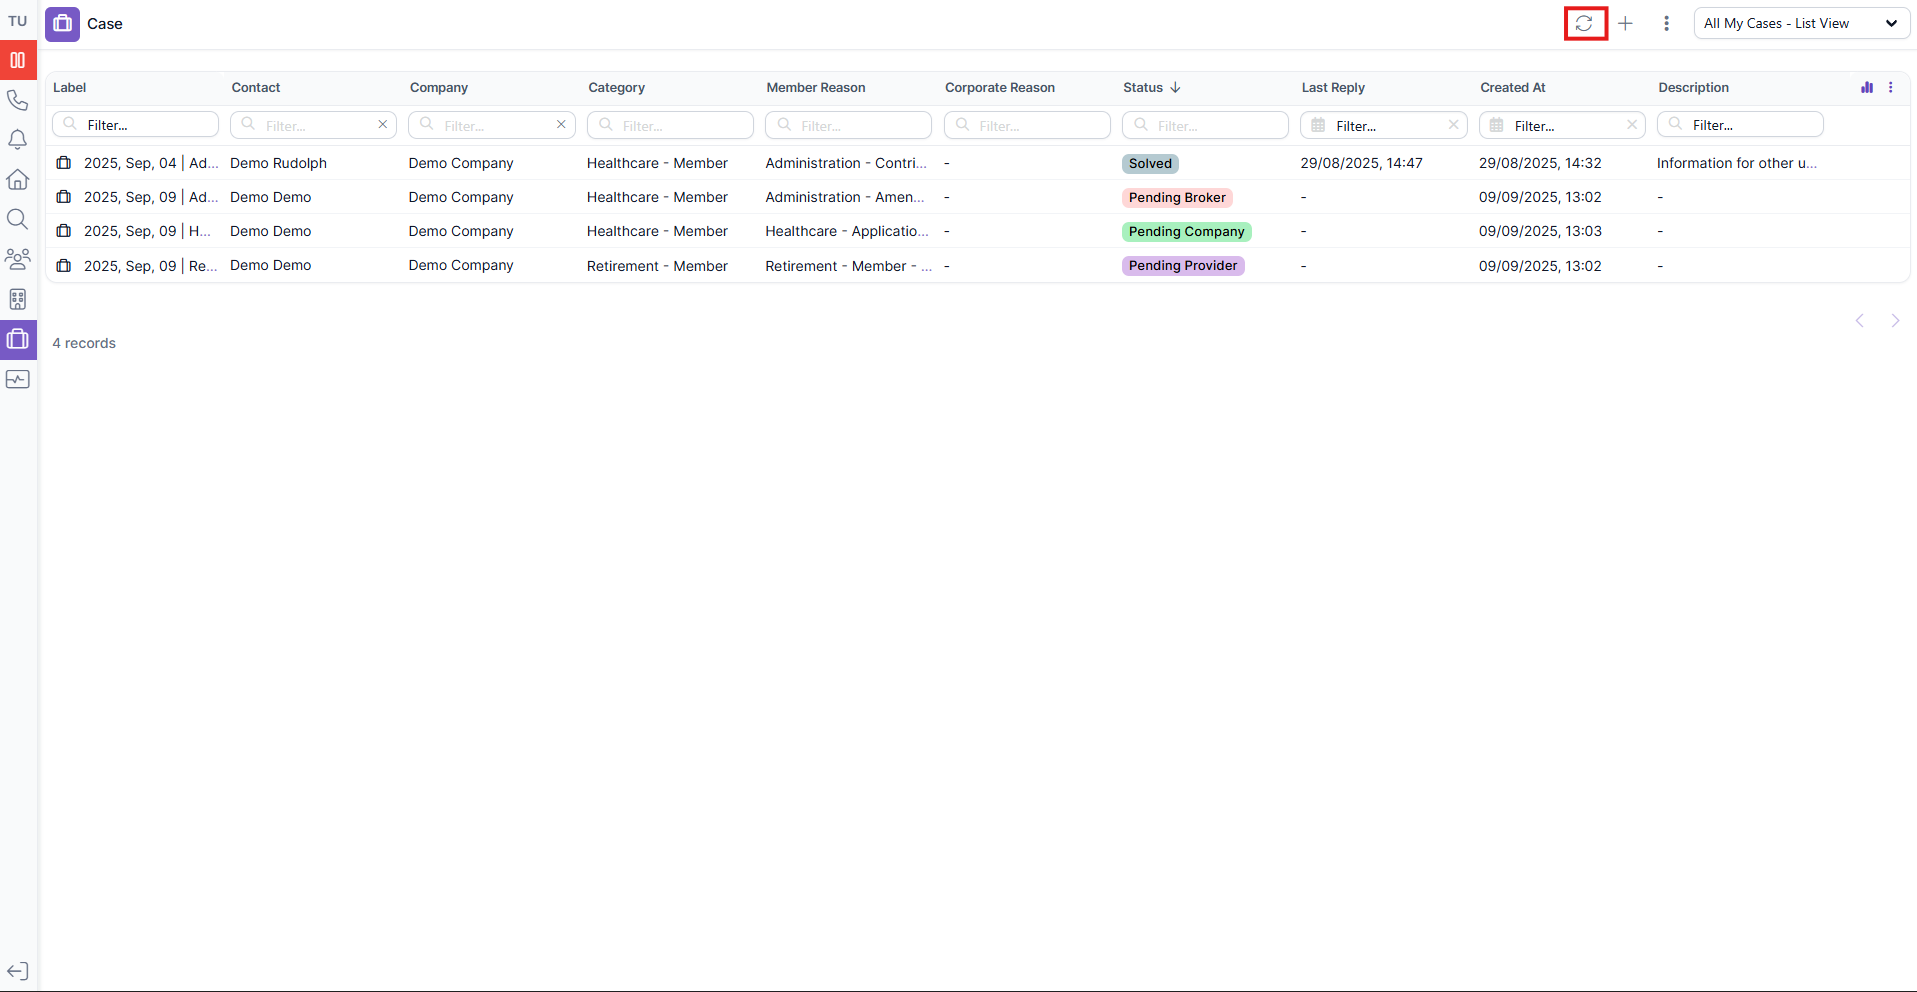 TU
Case
All My Cases - List View
Label Contact Company Category Member Reason Corporate Reason Status Last Reply Created At Description
Filter... Filter... Filter... Filter... Filter... Filter... Filter... Filter... Filter... Filter...
2025, Sep, 04 | Ad... Demo Rudolph Demo Company Healthcare - Member Administration - Contri... - Solved 29/08/2025, 14:47 29/08/2025, 14:32 Information for other u...
2025, Sep, 09 | Ad... Demo Demo Demo Company Healthcare - Member Administration - Amen... - Pending Broker - 09/09/2025, 13:02 -
2025, Sep, 09 | H... Demo Demo Demo Company Healthcare - Member Healthcare - Applicatio... - Pending Company - 09/09/2025, 13:03 -
2025, Sep, 09 | Re... Demo Demo Demo Company Retirement - Member Retirement - Member - ... - Pending Provider - 09/09/2025, 13:02 -
4 records